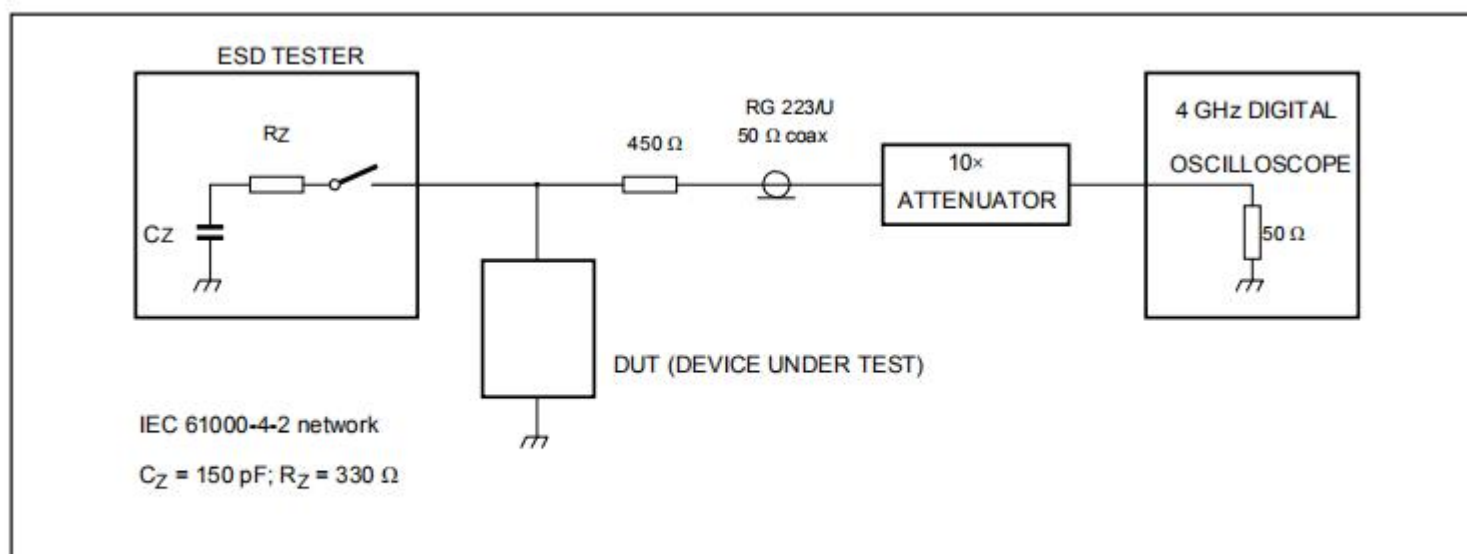 ESD TESTER
RZ
CZ
450 Ω
RG 223/U
50 Ω coax
10×
ATTENUATOR
4 GHz DIGITAL
OSCILLOSCOPE
50 Ω
DUT (DEVICE UNDER TEST)
IEC 61000-4-2 network
CZ = 150 pF; RZ = 330 Ω